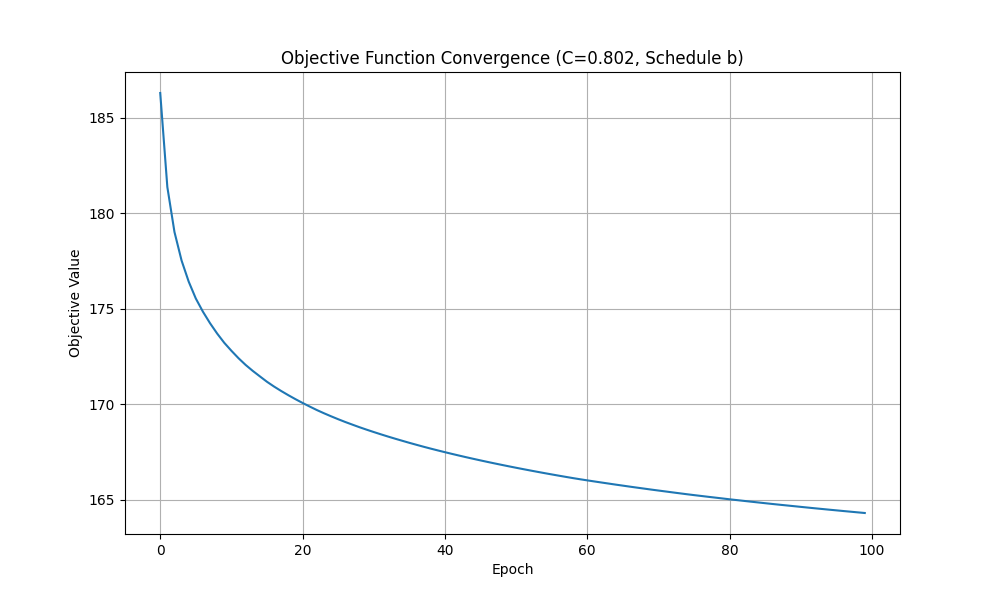 Objective Function Convergence (C=0.802, Schedule b)
185
180
175
170
165
Objective Value
0 20 40 60 80 100
Epoch